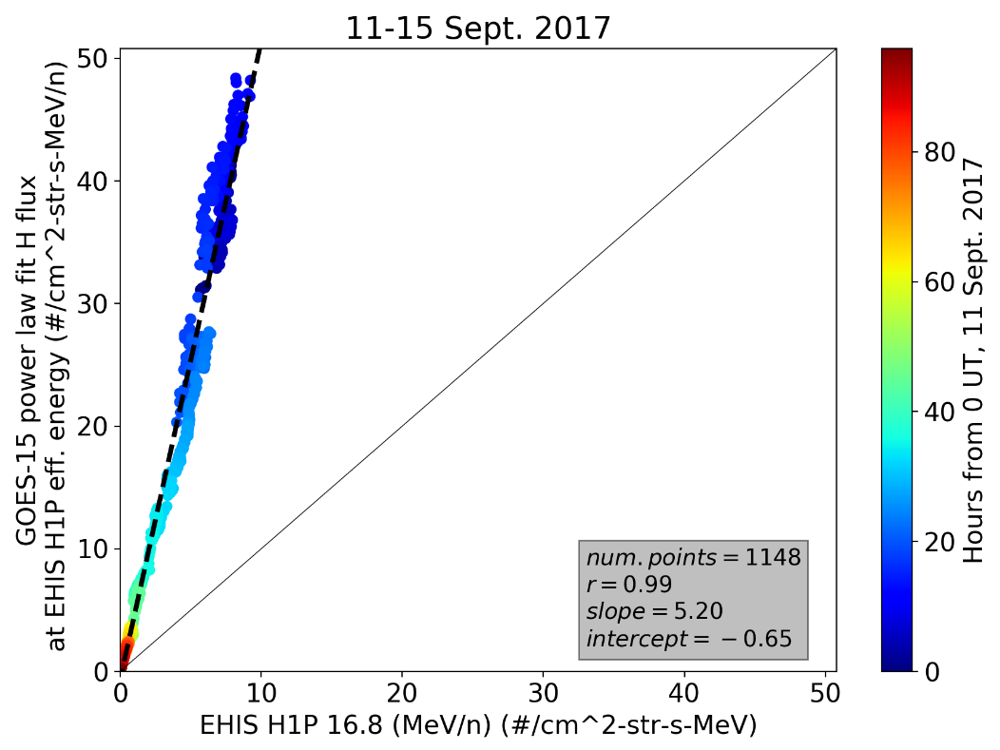 11-15 Sept. 2017
GOES-15 power law fit H flux
at EHIS H1P eff. energy (#/cm^2-str-s-MeV/n)
50
40
30
20
10
0
0 10 20 30 40 50
EHIS H1P 16.8 (MeV/n) (#/cm^2-str-s-MeV)
num. points = 1148
r = 0.99
slope = 5.20
intercept = − 0.65
80
60
40
20
0
Hours from 0 UT, 11 Sept. 2017